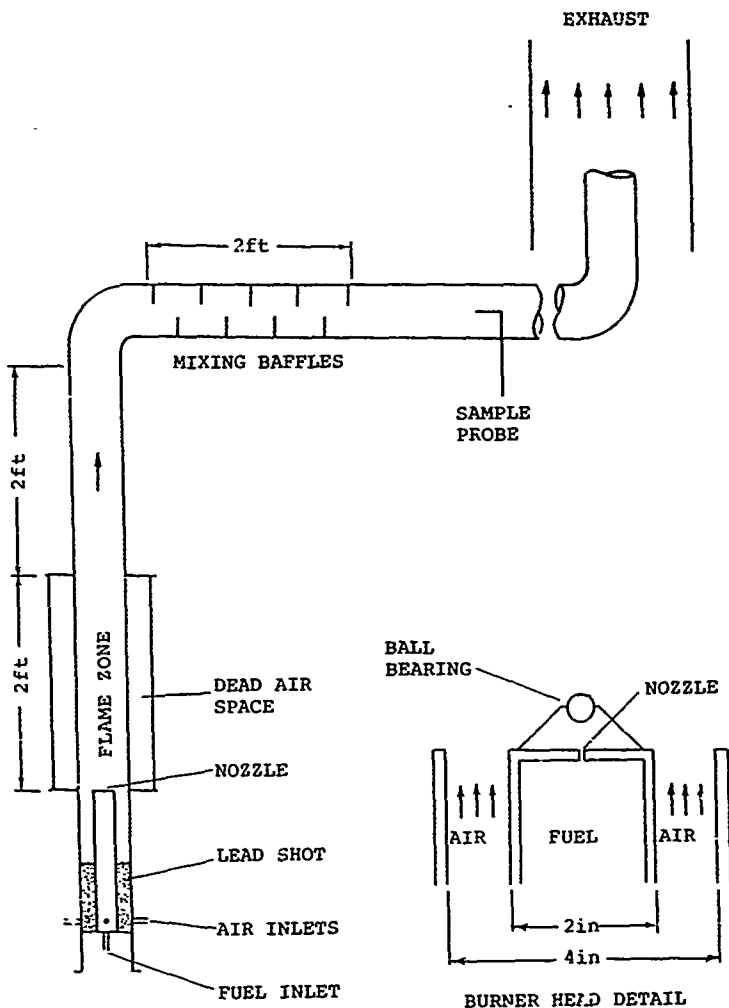 EXHAUST
2ft
MIXING BAFFLES
SAMPLE
PROBE
2ft
2ft
FLAME ZONE
DEAD AIR
SPACE
NOZZLE
LEAD SHOT
AIR INLETS
FUEL INLET
BALL
BEARING
NOZZLE
AIR
FUEL
AIR
2in
4in
BURNER HEAD DETAIL